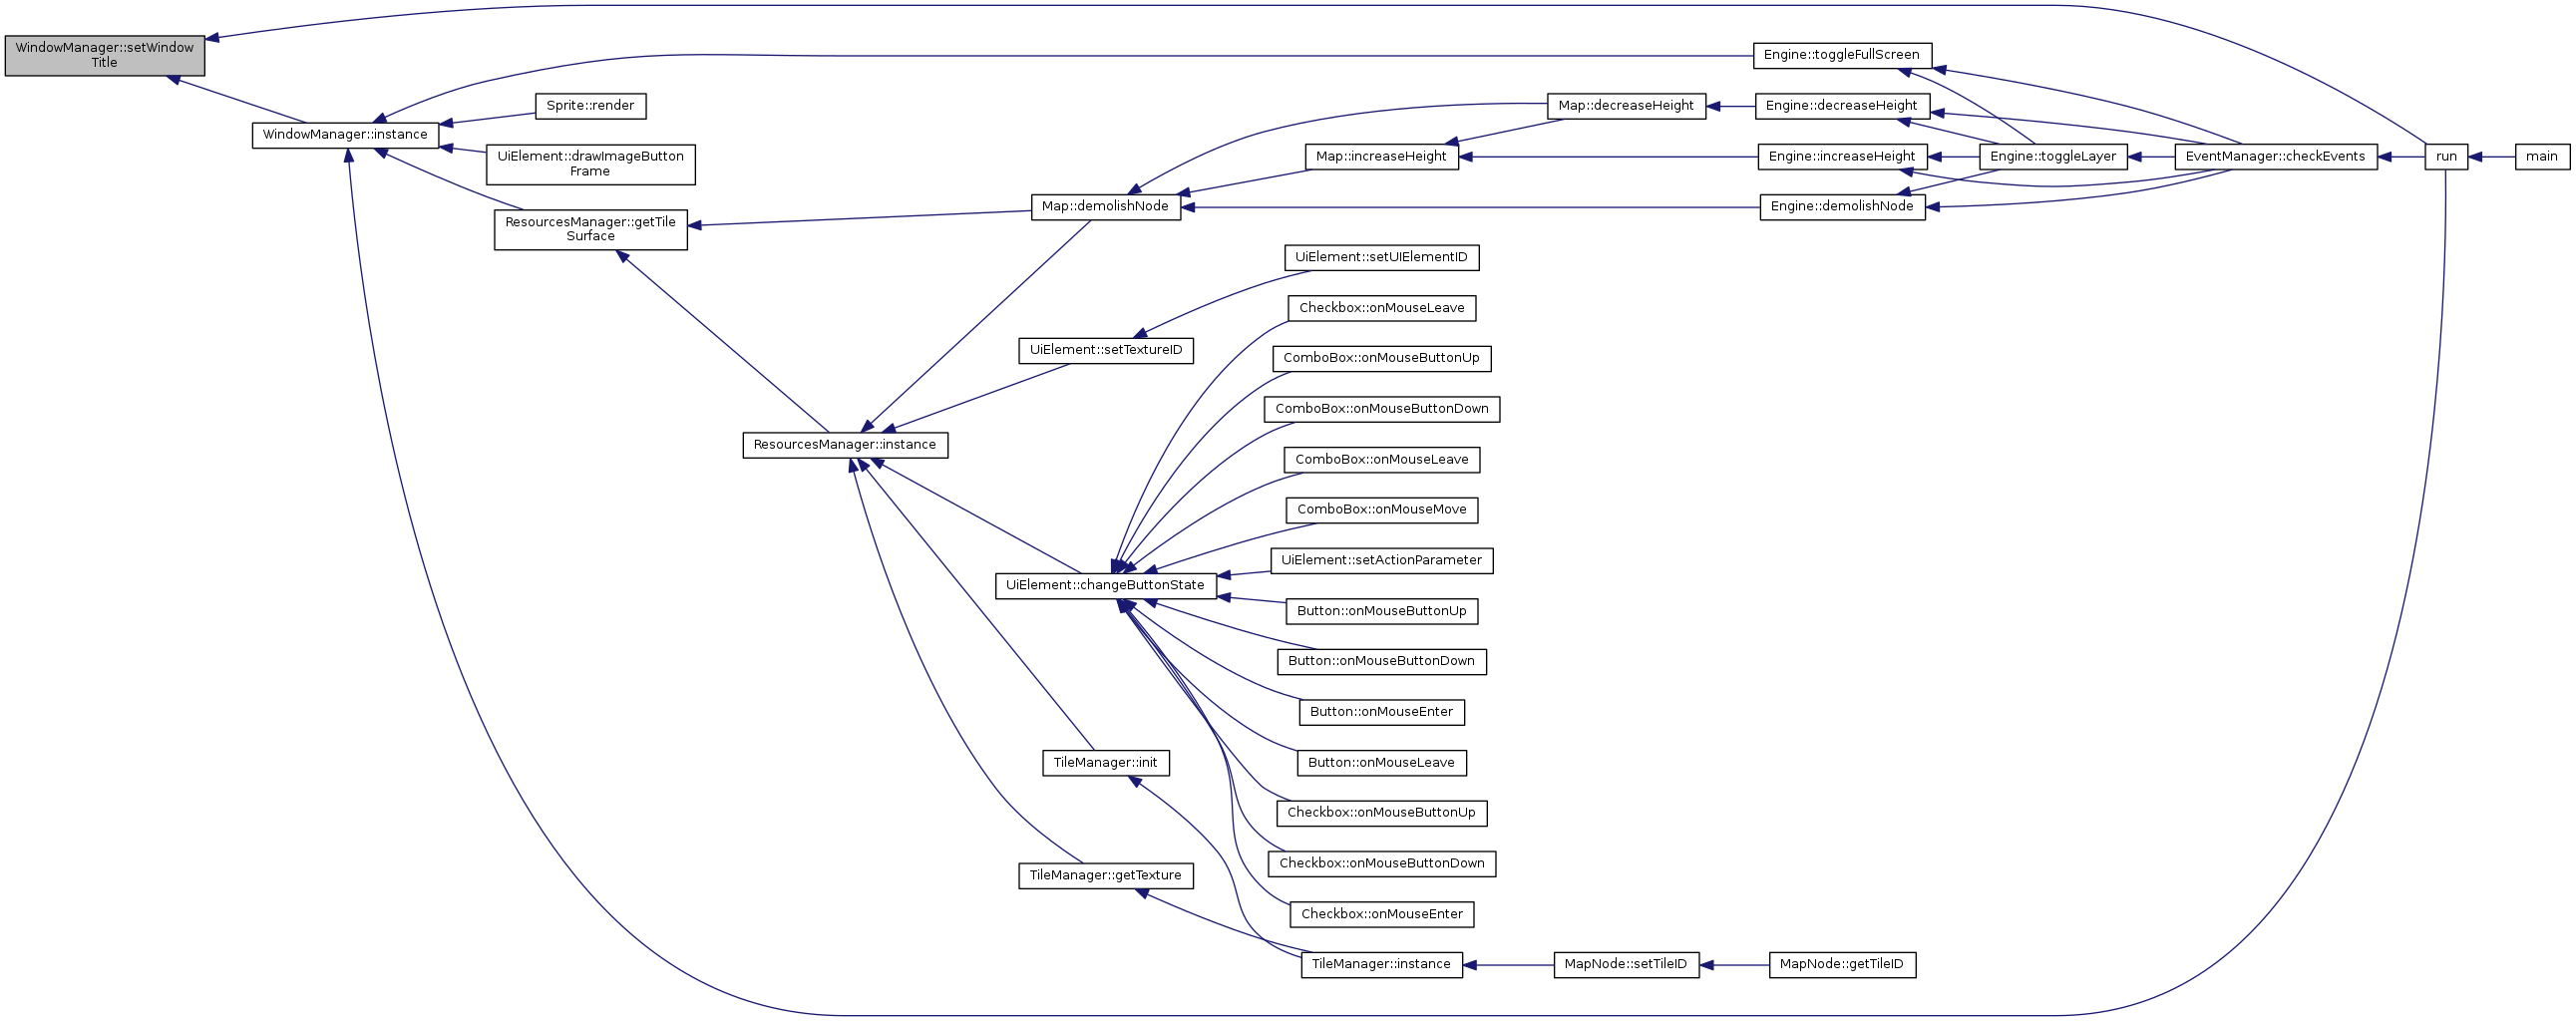 WindowManager::setWindow
Title
WindowManager::instance
Sprite::render
UiElement::drawImageButton
Frame
ResourcesManager::getTile
Surface
ResourcesManager::instance
Map::demolishNode
UiElement::setTextureID
UiElement::changeButtonState
TileManager::init
TileManager::getTexture
Map::increaseHeight
UiElement::setUIElementID
Checkbox::onMouseLeave
ComboBox::onMouseButtonUp
ComboBox::onMouseButtonDown
ComboBox::onMouseLeave
ComboBox::onMouseMove
UiElement::setActionParameter
Button::onMouseButtonUp
Button::onMouseButtonDown
Button::onMouseEnter
Button::onMouseLeave
Checkbox::onMouseButtonUp
Checkbox::onMouseButtonDown
Checkbox::onMouseEnter
TileManager::instance
Map::decreaseHeight
MapNode::setTileID
Engine::toggleFullScreen
Engine::decreaseHeight
Engine::increaseHeight
Engine::demolishNode
MapNode::getTileID
Engine::toggleLayer
EventManager::checkEvents
run
main